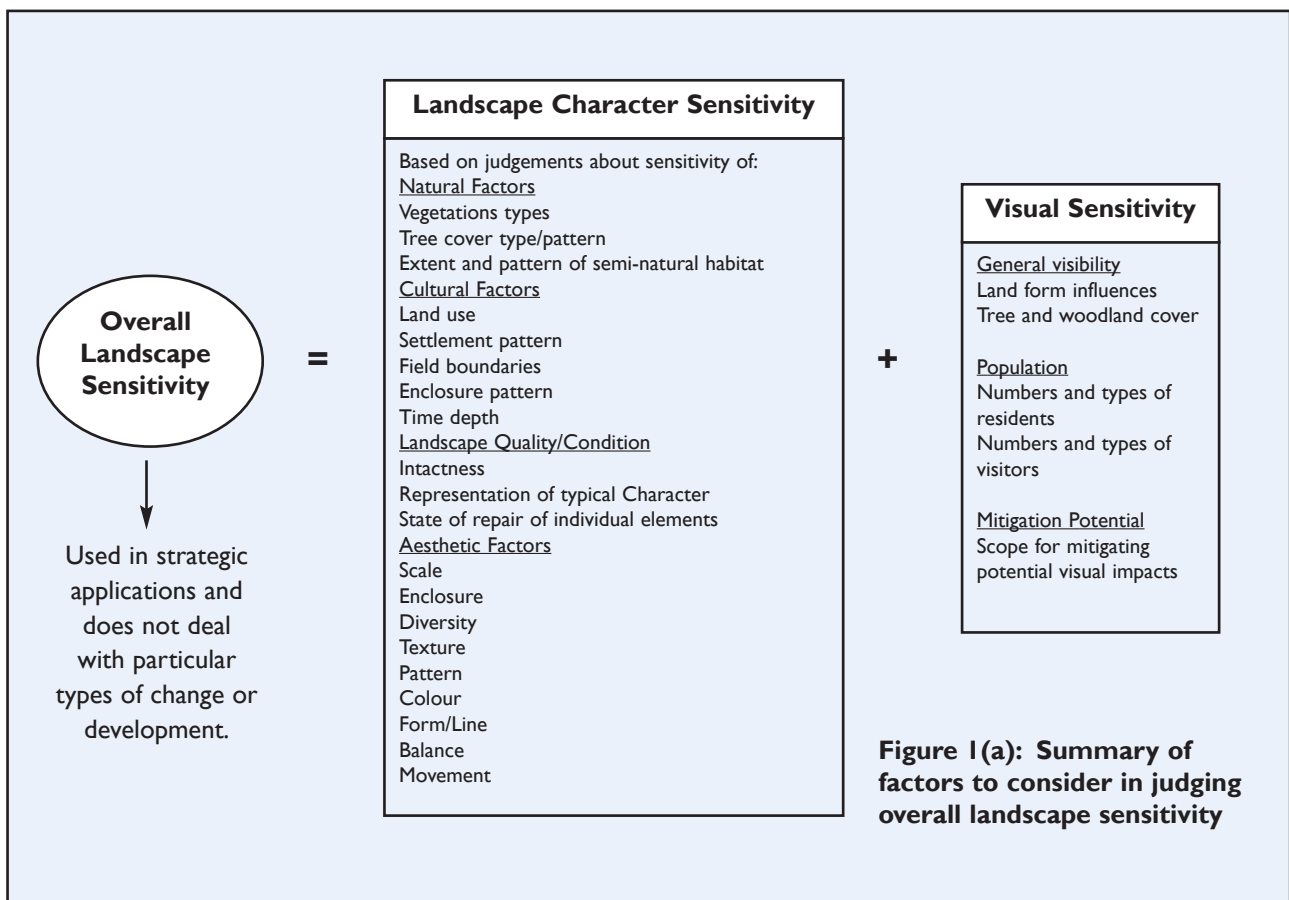 Overall
Landscape
Sensitivity
Used in strategic
applications and
does not deal
with particular
types of change or
development.
=
Landscape Character Sensitivity
Based on judgements about sensitivity of:
Natural Factors
Vegetations types
Tree cover type/pattern
Extent and pattern of semi-natural habitat
Cultural Factors
Land use
Settlement pattern
Field boundaries
Enclosure pattern
Time depth
Landscape Quality/Condition
Intactness
Representation of typical Character
State of repair of individual elements
Aesthetic Factors
Scale
Enclosure
Diversity
Texture
Pattern
Colour
Form/Line
Balance
Movement
+
Visual Sensitivity
General visibility
Land form influences
Tree and woodland cover
Population
Numbers and types of
residents
Numbers and types of
visitors
Mitigation Potential
Scope for mitigating
potential visual impacts
Figure 1(a): Summary of
factors to consider in judging
overall landscape sensitivity